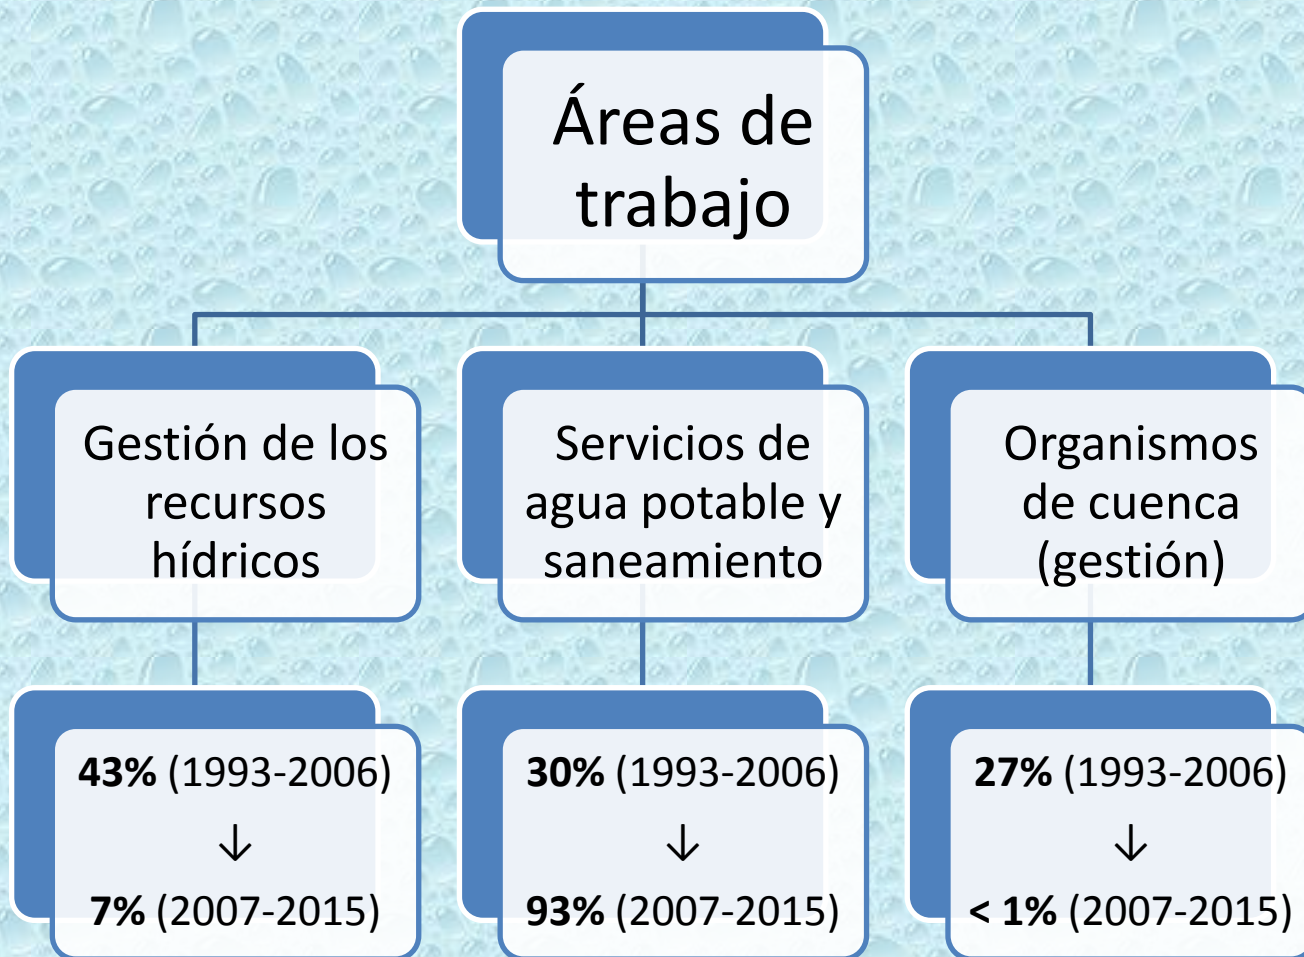 Áreas de
trabajo
Gestión de los
recursos
hídricos
43% (1993-2006)
↓
7% (2007-2015)
Servicios de
agua potable y
saneamiento
30% (1993-2006)
↓
93% (2007-2015)
Organismos
de cuenca
(gestión)
27% (1993-2006)
↓
< 1% (2007-2015)